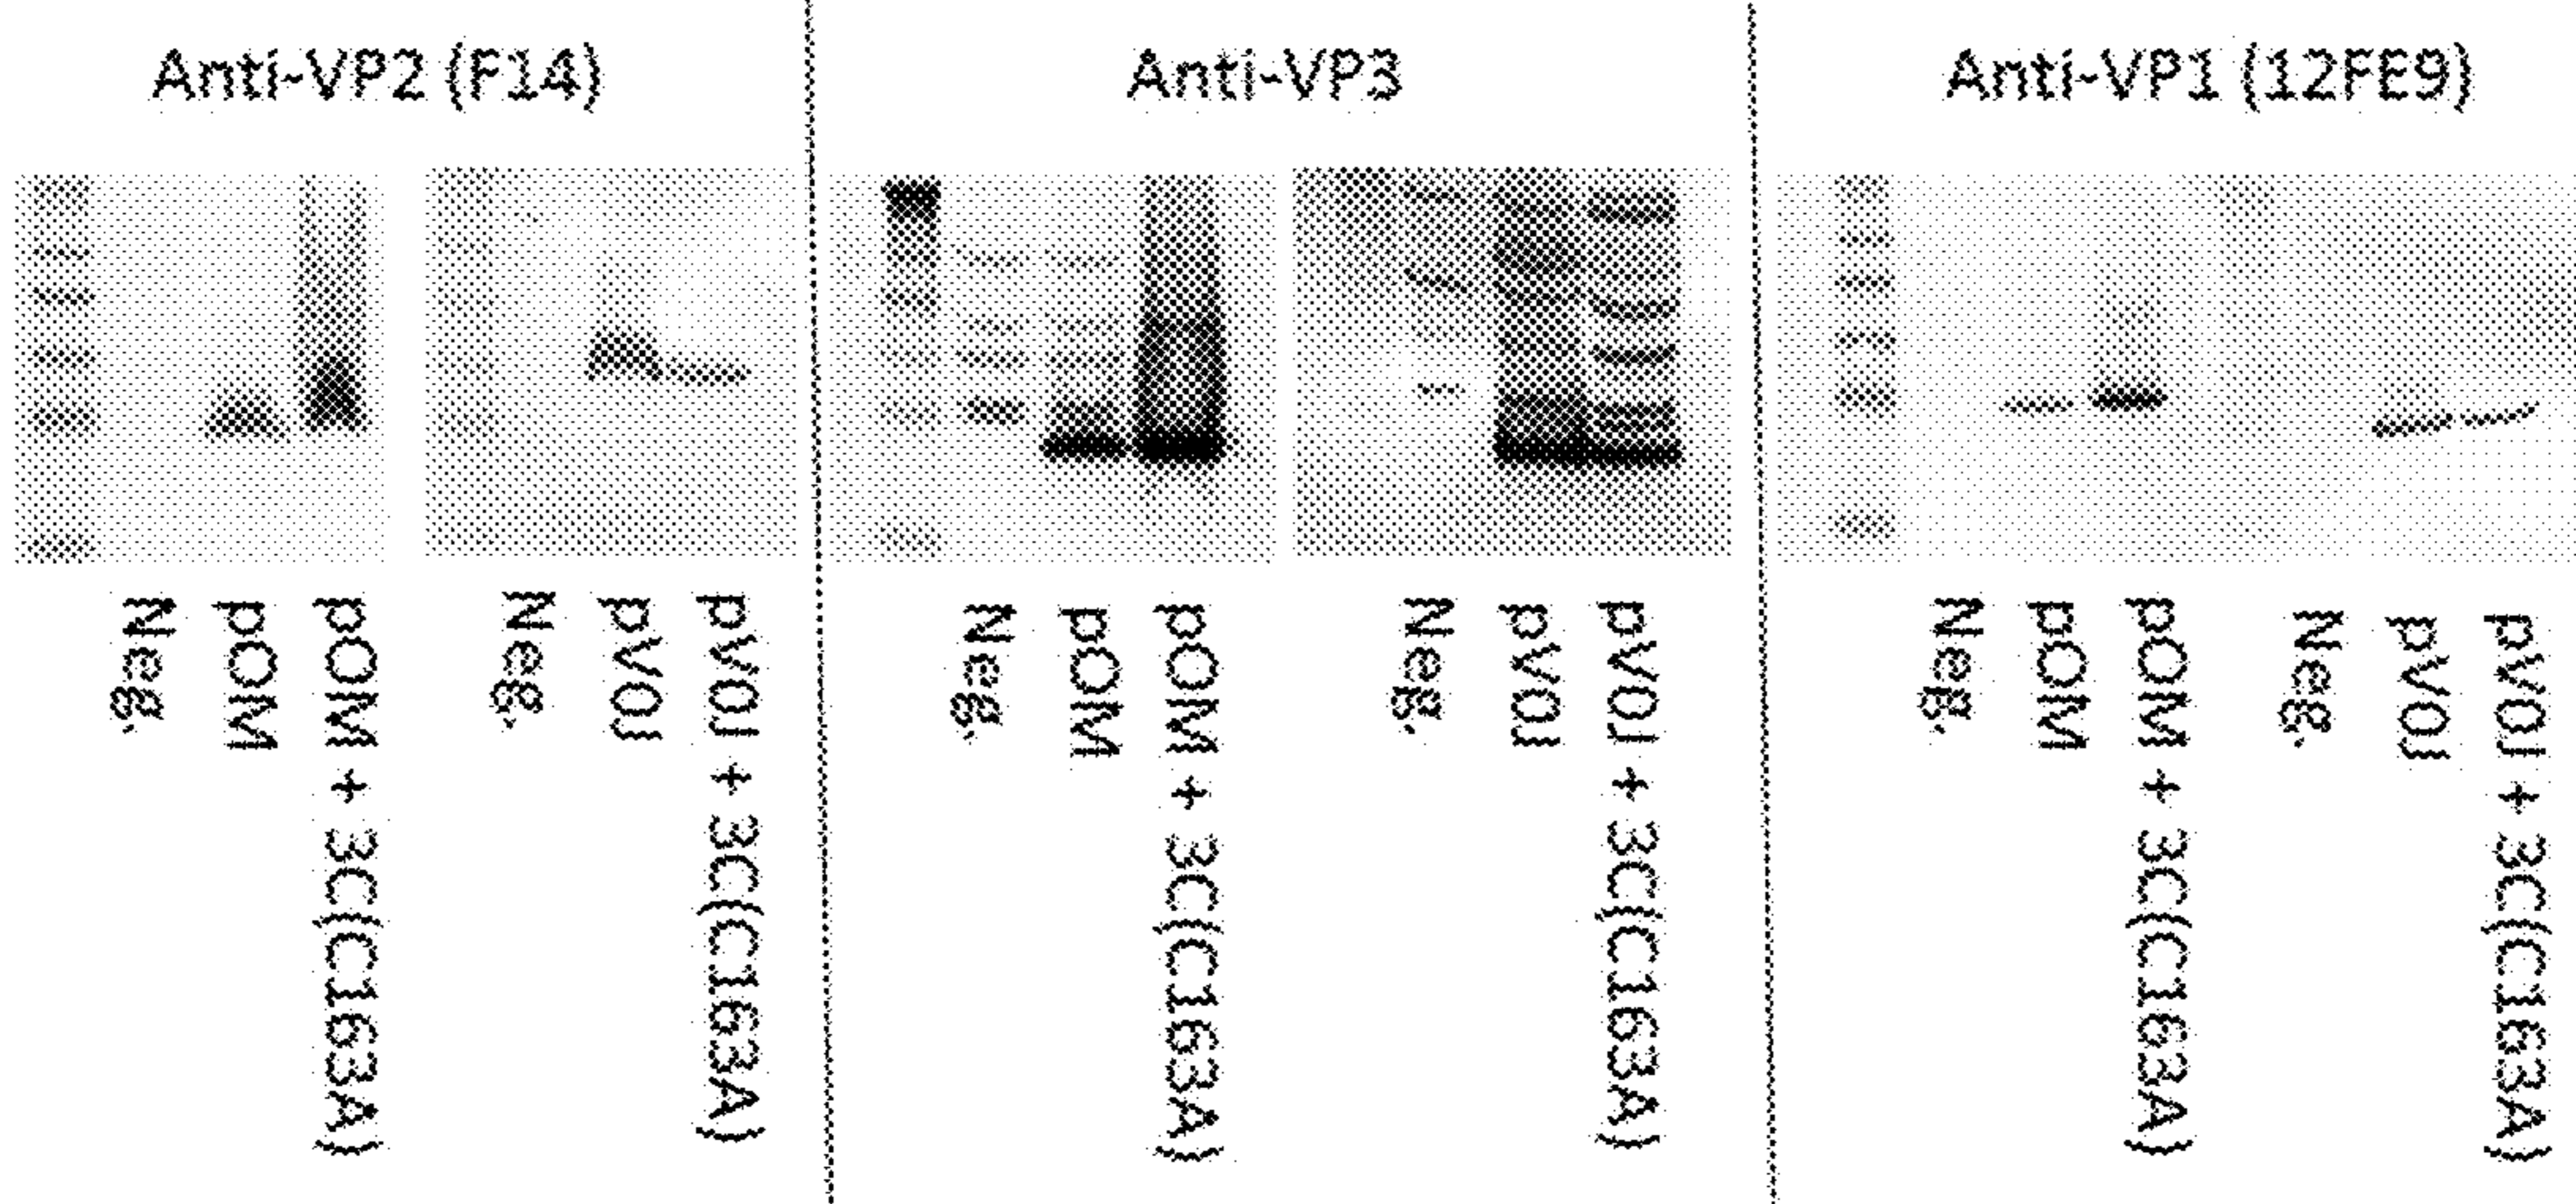 Anti-VP2 (F14)
Anti-VP3
Anti-VP1 (12FE9)
Neg.
pOM
pOM + 3C(C163A)
Neg.
pV0J
pV0J + 3C(C163A)
Neg.
pOM
pOM + 3C(C163A)
Neg.
pV0J
pV0J + 3C(C163A)
Neg.
pOM
pOM + 3C(C163A)
Neg.
pV0J
pV0J + 3C(C163A)